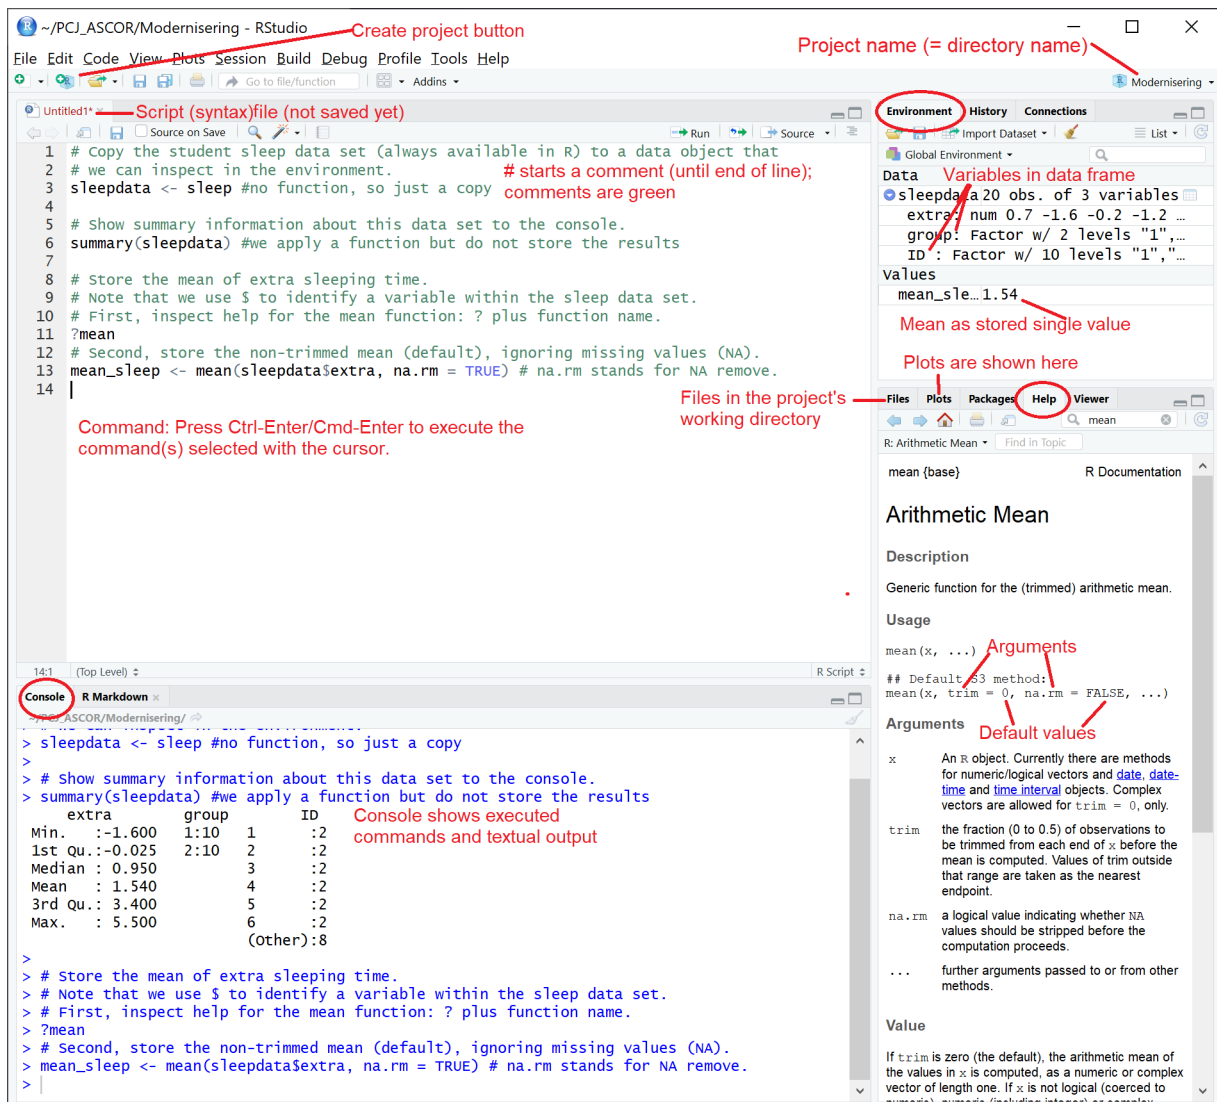 ~/PCJ_ASCOR/Modernisering - RStudio
Create project button
Project name (= directory name)
File Edit Code View Plots Session Build Debug Profile Tools Help
Go to file/function
Addins
Modernisering
Untitled1*
Script (syntax)file (not saved yet)
Source on Save
Run
Source
1 # Copy the student sleep data set (always available in R) to a data object that
2 # we can inspect in the environment.
# starts a comment (until end of line);
comments are green
3 sleepdata <- sleep #no function, so just a copy
4
5 # Show summary information about this data set to the console.
6 summary(sleepdata) #we apply a function but do not store the results
7
8 # Store the mean of extra sleeping time.
9 # Note that we use $ to identify a variable within the sleep data set.
10 # First, inspect help for the mean function: ? plus function name.
11 ?mean
12 # Second, store the non-trimmed mean (default), ignoring missing values (NA).
13 mean_sleep <- mean(sleepdata$extra, na.rm = TRUE) # na.rm stands for NA remove.
14
Command: Press Ctrl-Enter/Cmd-Enter to execute the
command(s) selected with the cursor.
14:1 (Top Level) R Script
Environment History Connections
Import Dataset List
Global Environment
Data
Variables in data frame
sleepdata 20 obs. of 3 variables
extra: num 0.7 -1.6 -0.2 -1.2 ...
group: Factor w/ 2 levels "1",...
ID : Factor w/ 10 levels "1","...
Values
mean_sle... 1.54
Mean as stored single value
Plots are shown here
Files in the project's
working directory
Files Plots Packages Help Viewer
mean
R: Arithmetic Mean Find in Topic
mean {base} R Documentation
Arithmetic Mean
Description
Generic function for the (trimmed) arithmetic mean.
Usage
mean(x, ...)
Arguments
## Default S3 method:
mean(x, trim = 0, na.rm = FALSE, ...)
Arguments
Default values
x An R object. Currently there are methods
for numeric/logical vectors and date, date-
time and time interval objects. Complex
vectors are allowed for trim = 0, only.
trim the fraction (0 to 0.5) of observations to
be trimmed from each end of x before the
mean is computed. Values of trim outside
that range are taken as the nearest
endpoint.
na.rm a logical value indicating whether NA
values should be stripped before the
computation proceeds.
... further arguments passed to or from other
methods.
Value
If trim is zero (the default), the arithmetic mean of
the values in x is computed, as a numeric or complex
vector of length one. If x is not logical (coerced to
numeric), numeric (including integer) or complex,
Console R Markdown
~/PCJ_ASCOR/Modernisering/
> # we can inspect in the environment.
> sleepdata <- sleep #no function, so just a copy
>
> # Show summary information about this data set to the console.
> summary(sleepdata) #we apply a function but do not store the results
Console shows executed
commands and textual output
extra group ID
Min. :-1.600 1:10 1 :2
1st Qu.:-0.025 2:10 2 :2
Median : 0.950 3 :2
Mean : 1.540 4 :2
3rd Qu.: 3.400 5 :2
Max. : 5.500 6 :2
(Other):8
>
> # Store the mean of extra sleeping time.
> # Note that we use $ to identify a variable within the sleep data set.
> # First, inspect help for the mean function: ? plus function name.
> ?mean
> # Second, store the non-trimmed mean (default), ignoring missing values (NA).
> mean_sleep <- mean(sleepdata$extra, na.rm = TRUE) # na.rm stands for NA remove.
>